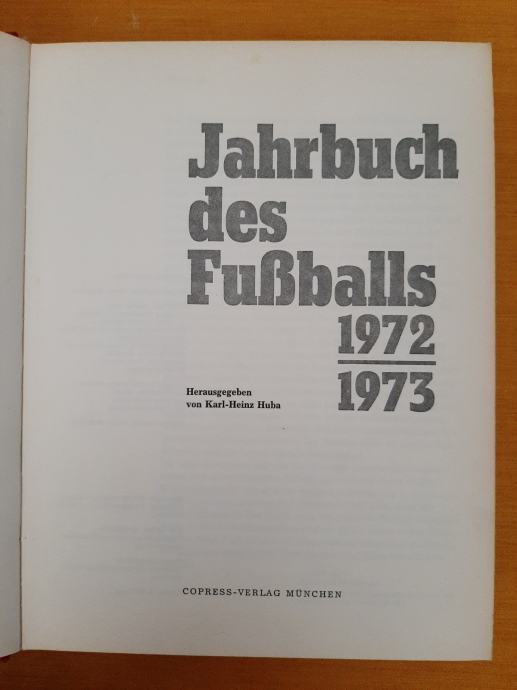 Jahrbuch
des
Fußballs
1972
1973
Herausgegeben
von Karl-Heinz Huba
COPRESS-VERLAG MÜNCHEN